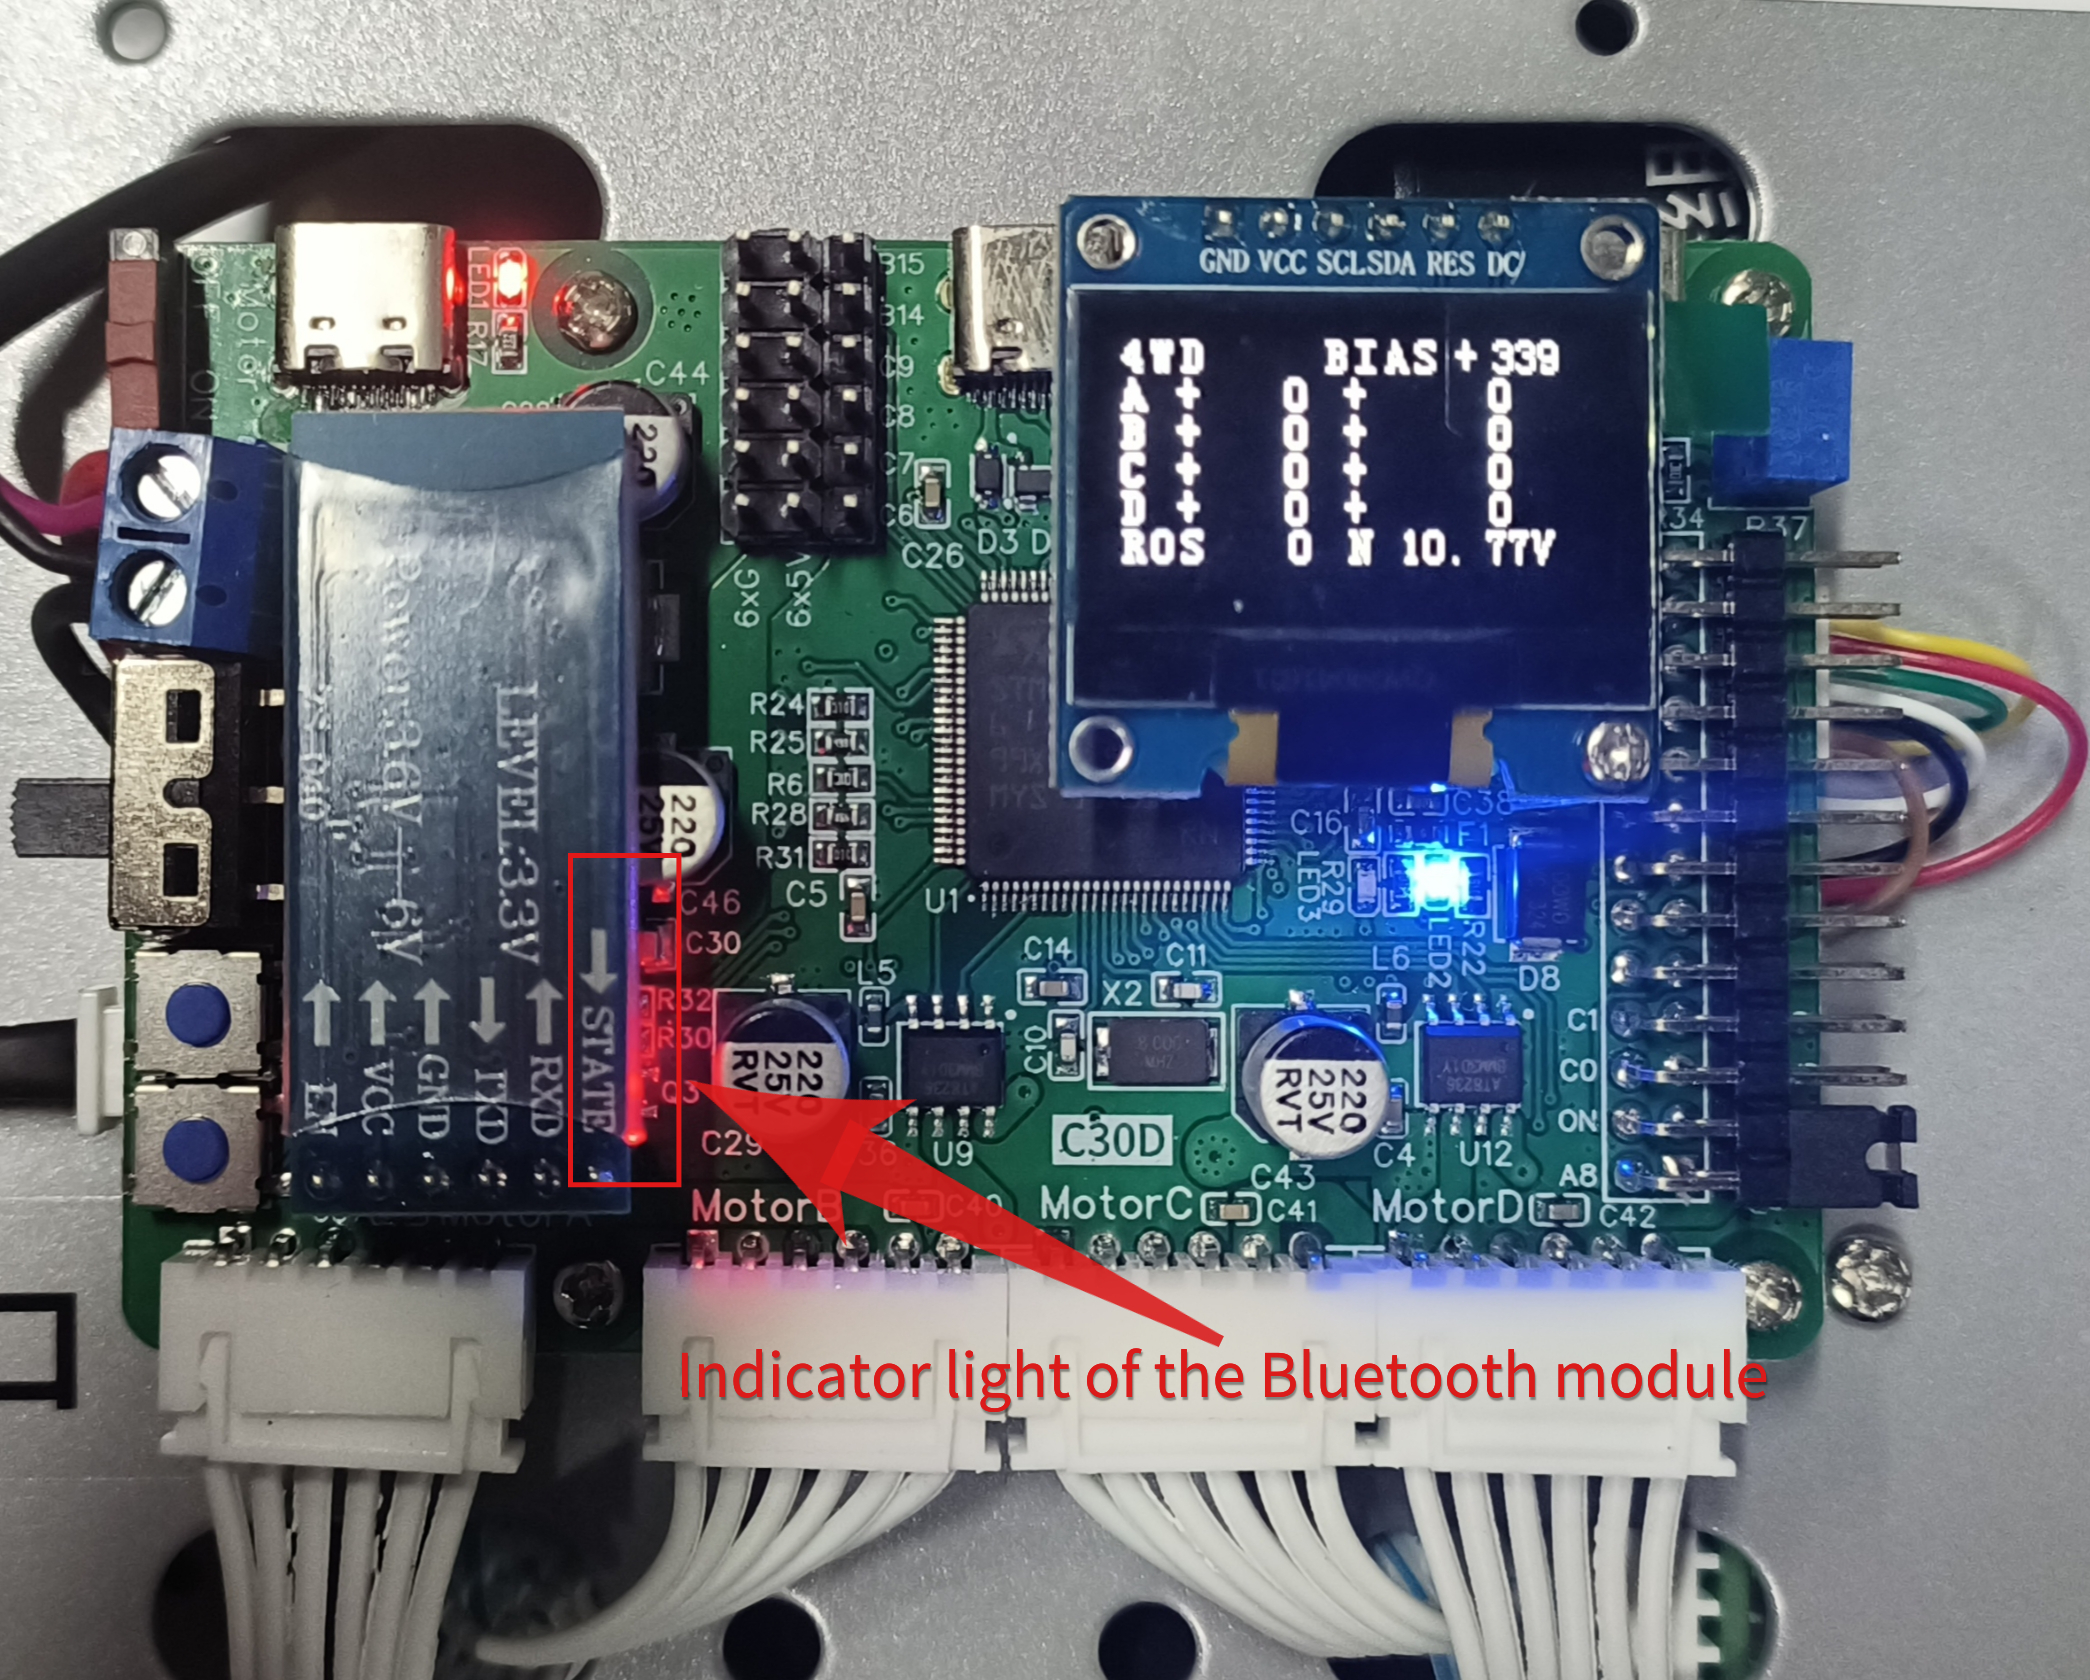 GND VCC SCL SDA RES DC
4WD BIAS + 339
A + 0 + 0
B + 0 + 0
C + 0 + 0
D + 0 + 0
ROS 0 N 10. 77V
OFF ON
Motor
LED1 R17
C44
B15
B14
C9
C8
C7
C6
C26
D3
6xG
6x5V
R34
R37
220
220
25V
Power:3.6V---6V
LEVEL:3.3V
EN
VCC
GND
TXD
RXD
STATE
R24
R25
R6
R28
R31
C5
U1
C46
C30
R32
R30
Q3
C29
L5
U9
C14
C11
X2
C10
C16
C38
F1
R29
LED3
LED2
R22
D8
L6
220
25V
RVT
220
25V
RVT
AT8236
AT8236
C30D
C43
C4
U12
C1
C0
ON
A8
MotorB
C40
MotorC
C41
MotorD
C42
Indicator light of the Bluetooth module